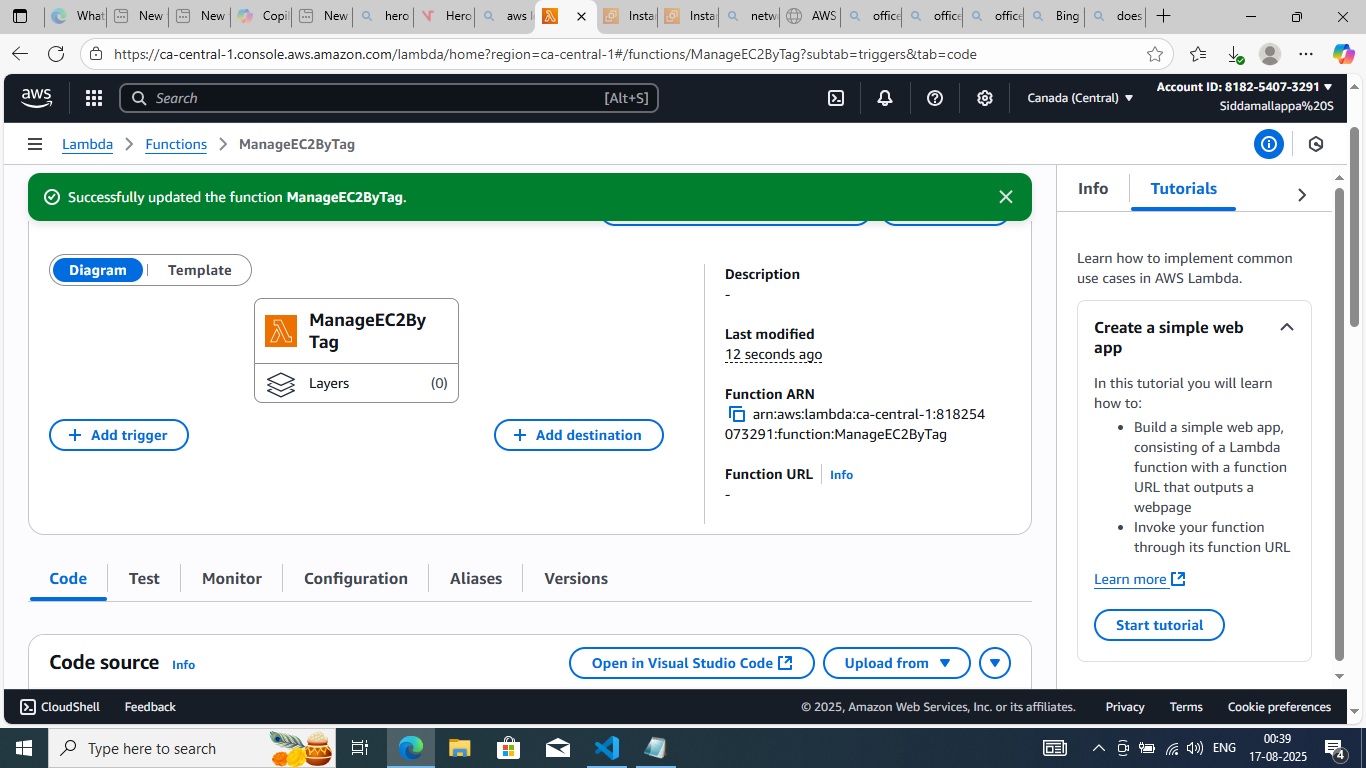 What
New
New
Copil
New
hero
Hero
aws l
Insta
Instar
netw
AWS
office
office
office
Bing
does
https://ca-central-1.console.aws.amazon.com/lambda/home?region=ca-central-1#/functions/ManageEC2ByTag?subtab=triggers&tab=code
aws
Search
[Alt+S]
Canada (Central)
Account ID: 8182-5407-3291
Siddamallappa%20S
Lambda
Functions
ManageEC2ByTag
Successfully updated the function ManageEC2ByTag.
Diagram
Template
ManageEC2By
Tag
Layers
(0)
Add trigger
Add destination
Description
-
Last modified
12 seconds ago
Function ARN
arn:aws:lambda:ca-central-1:818254
073291:function:ManageEC2ByTag
Function URL
Info
-
Code
Test
Monitor
Configuration
Aliases
Versions
Code source
Info
Open in Visual Studio Code
Upload from
Info
Tutorials
Learn how to implement common
use cases in AWS Lambda.
Create a simple web
app
In this tutorial you will learn
how to:
• Build a simple web app,
consisting of a Lambda
function with a function
URL that outputs a
webpage
• Invoke your function
through its function URL
Learn more
Start tutorial
CloudShell
Feedback
© 2025, Amazon Web Services, Inc. or its affiliates.
Privacy
Terms
Cookie preferences
Type here to search
ENG
00:39
17-08-2025
4